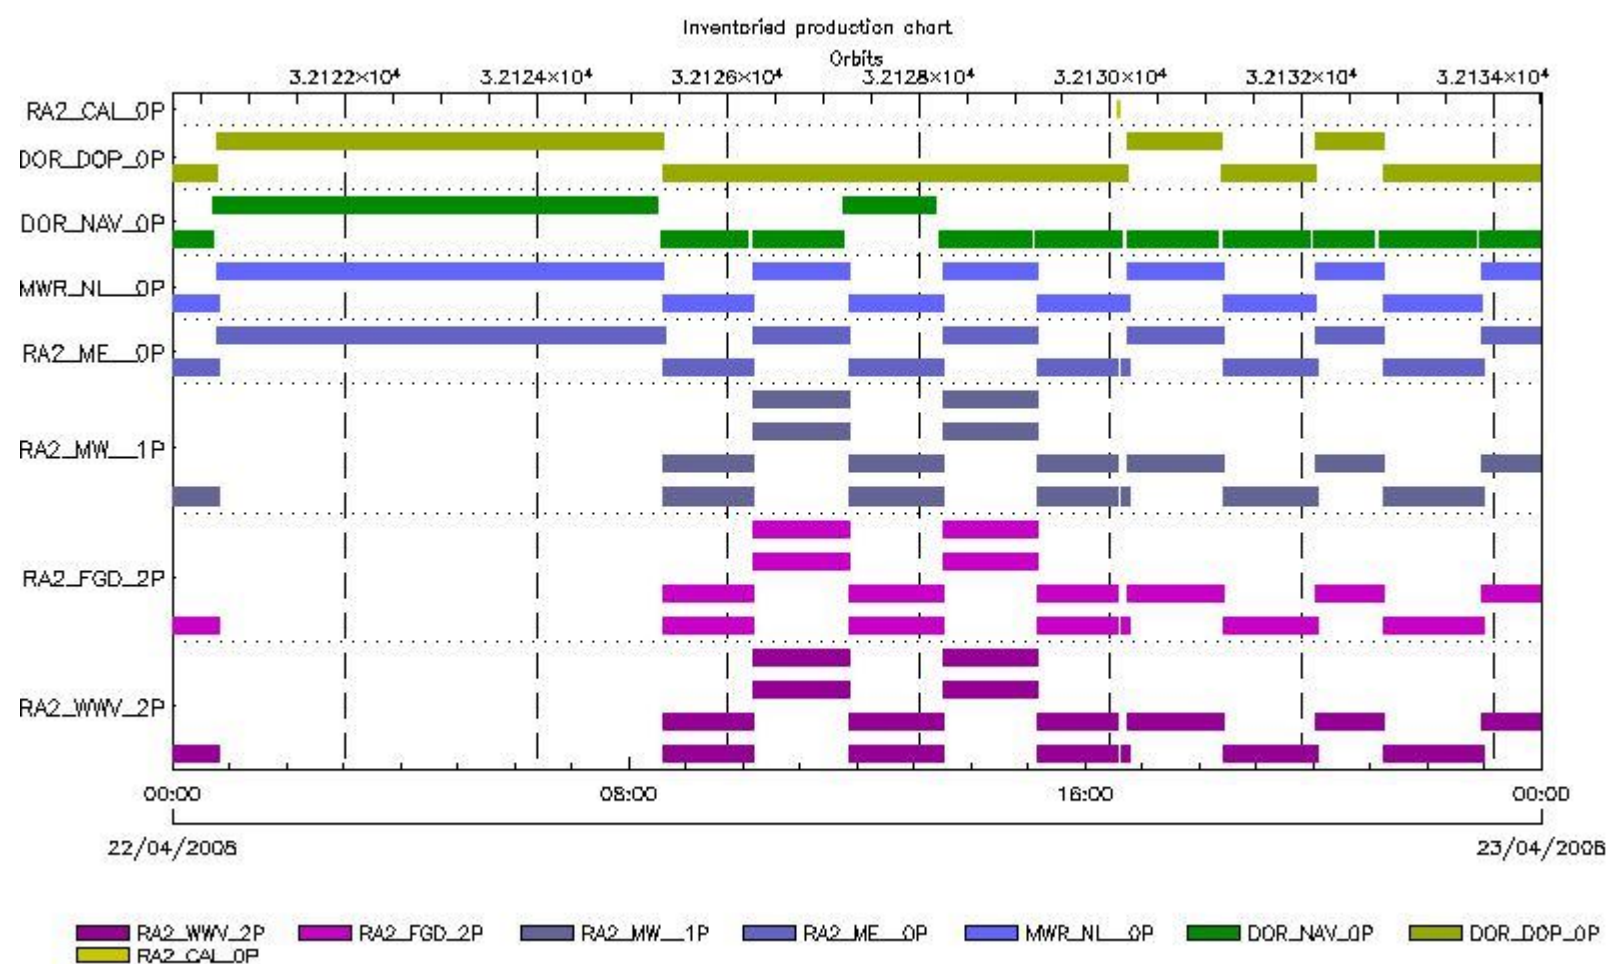 Inventoried production chart
Orbits
3.2122×10⁴ 3.2124×10⁴ 3.2126×10⁴ 3.2128×10⁴ 3.2130×10⁴ 3.2132×10⁴ 3.2134×10⁴
RA2_CAL_0P
DOR_DOP_0P
DOR_NAV_0P
MWR_NL__0P
RA2_ME__0P
RA2_MW__1P
RA2_FGD_2P
RA2_WWV_2P
00:00 08:00 16:00 00:00
22/04/2008 23/04/2008
RA2_WWV_2P RA2_FGD_2P RA2_MW__1P RA2_ME__0P MWR_NL__0P DOR_NAV_0P DOR_DOP_0P
RA2_CAL_0P